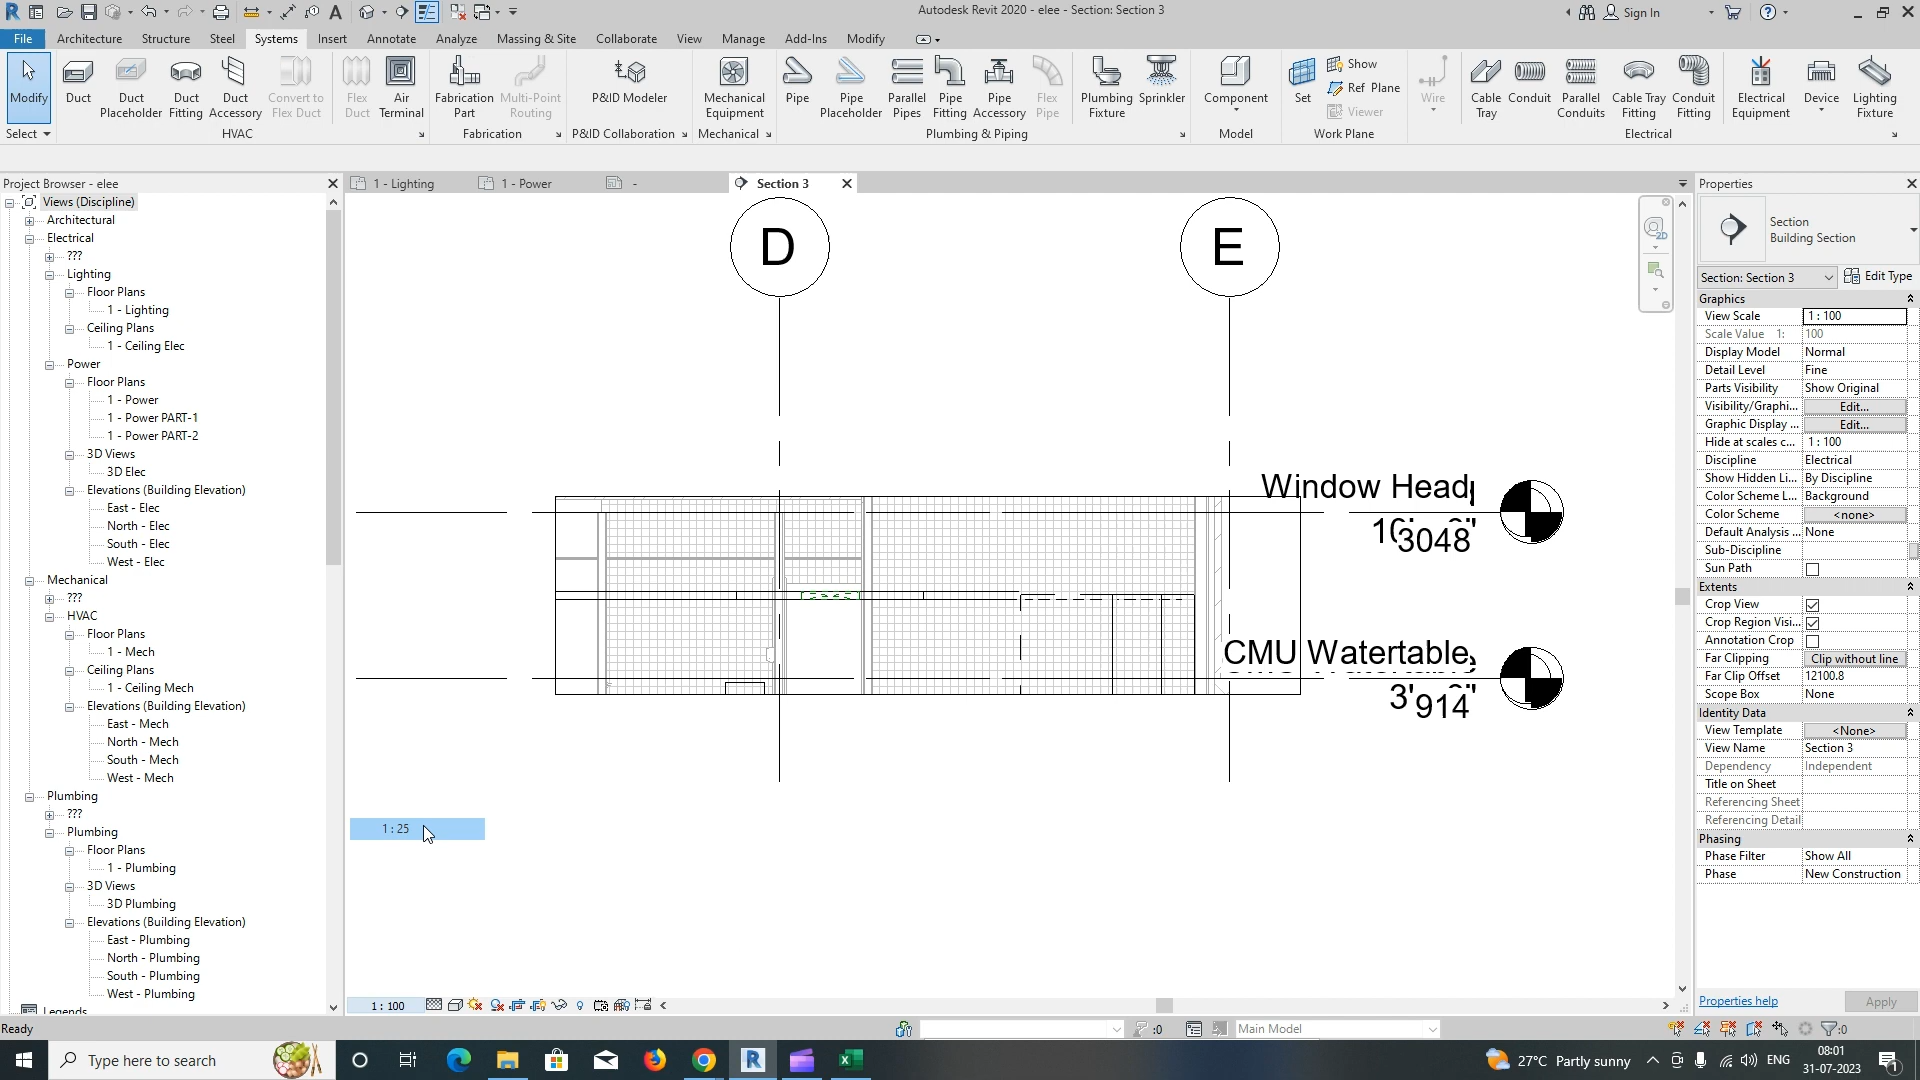 Autodesk Revit 2020 - elee - Section: Section 3
Sign In
File Architecture Structure Steel Systems Insert Annotate Analyze Massing & Site Collaborate View Manage Add-Ins Modify
Modify Duct Duct Placeholder Duct Fitting Duct Accessory Convert to Flex Duct Flex Duct Air Terminal Fabrication Part Multi-Point Routing P&ID Modeler Mechanical Equipment Pipe Pipe Placeholder Parallel Pipes Pipe Fitting Pipe Accessory Flex Pipe Plumbing Fixture Sprinkler Component Set Show Ref Plane Viewer Wire Cable Tray Conduit Parallel Conduits Cable Tray Fitting Conduit Fitting Electrical Equipment Device Lighting Fixture
Select HVAC Fabrication P&ID Collaboration Mechanical Plumbing & Piping Model Work Plane Electrical
Project Browser - elee
Views (Discipline)
Architectural
Electrical
???
Lighting
Floor Plans
1 - Lighting
Ceiling Plans
1 - Ceiling Elec
Power
Floor Plans
1 - Power
1 - Power PART-1
1 - Power PART-2
3D Views
3D Elec
Elevations (Building Elevation)
East - Elec
North - Elec
South - Elec
West - Elec
Mechanical
???
HVAC
Floor Plans
1 - Mech
Ceiling Plans
1 - Ceiling Mech
Elevations (Building Elevation)
East - Mech
North - Mech
South - Mech
West - Mech
Plumbing
???
Plumbing
Floor Plans
1 - Plumbing
3D Views
3D Plumbing
Elevations (Building Elevation)
East - Plumbing
North - Plumbing
South - Plumbing
West - Plumbing
Legends
1 - Lighting 1 - Power - Section 3
D E
Window Head
3048
CMU Watertable
914
1 : 25
1 : 100
Properties
Section
Building Section
Section: Section 3 Edit Type
Graphics
View Scale 1 : 100
Scale Value 1: 100
Display Model Normal
Detail Level Fine
Parts Visibility Show Original
Visibility/Graphi... Edit...
Graphic Display ... Edit...
Hide at scales c... 1 : 100
Discipline Electrical
Show Hidden Li... By Discipline
Color Scheme L... Background
Color Scheme <none>
Default Analysis ... None
Sub-Discipline
Sun Path
Extents
Crop View
Crop Region Visi...
Annotation Crop
Far Clipping Clip without line
Far Clip Offset 12100.8
Scope Box None
Identity Data
View Template <None>
View Name Section 3
Dependency Independent
Title on Sheet
Referencing Sheet
Referencing Detail
Phasing
Phase Filter Show All
Phase New Construction
Properties help Apply
Ready :0 Main Model :0
Type here to search
27°C Partly sunny
ENG
08:01
31-07-2023
1